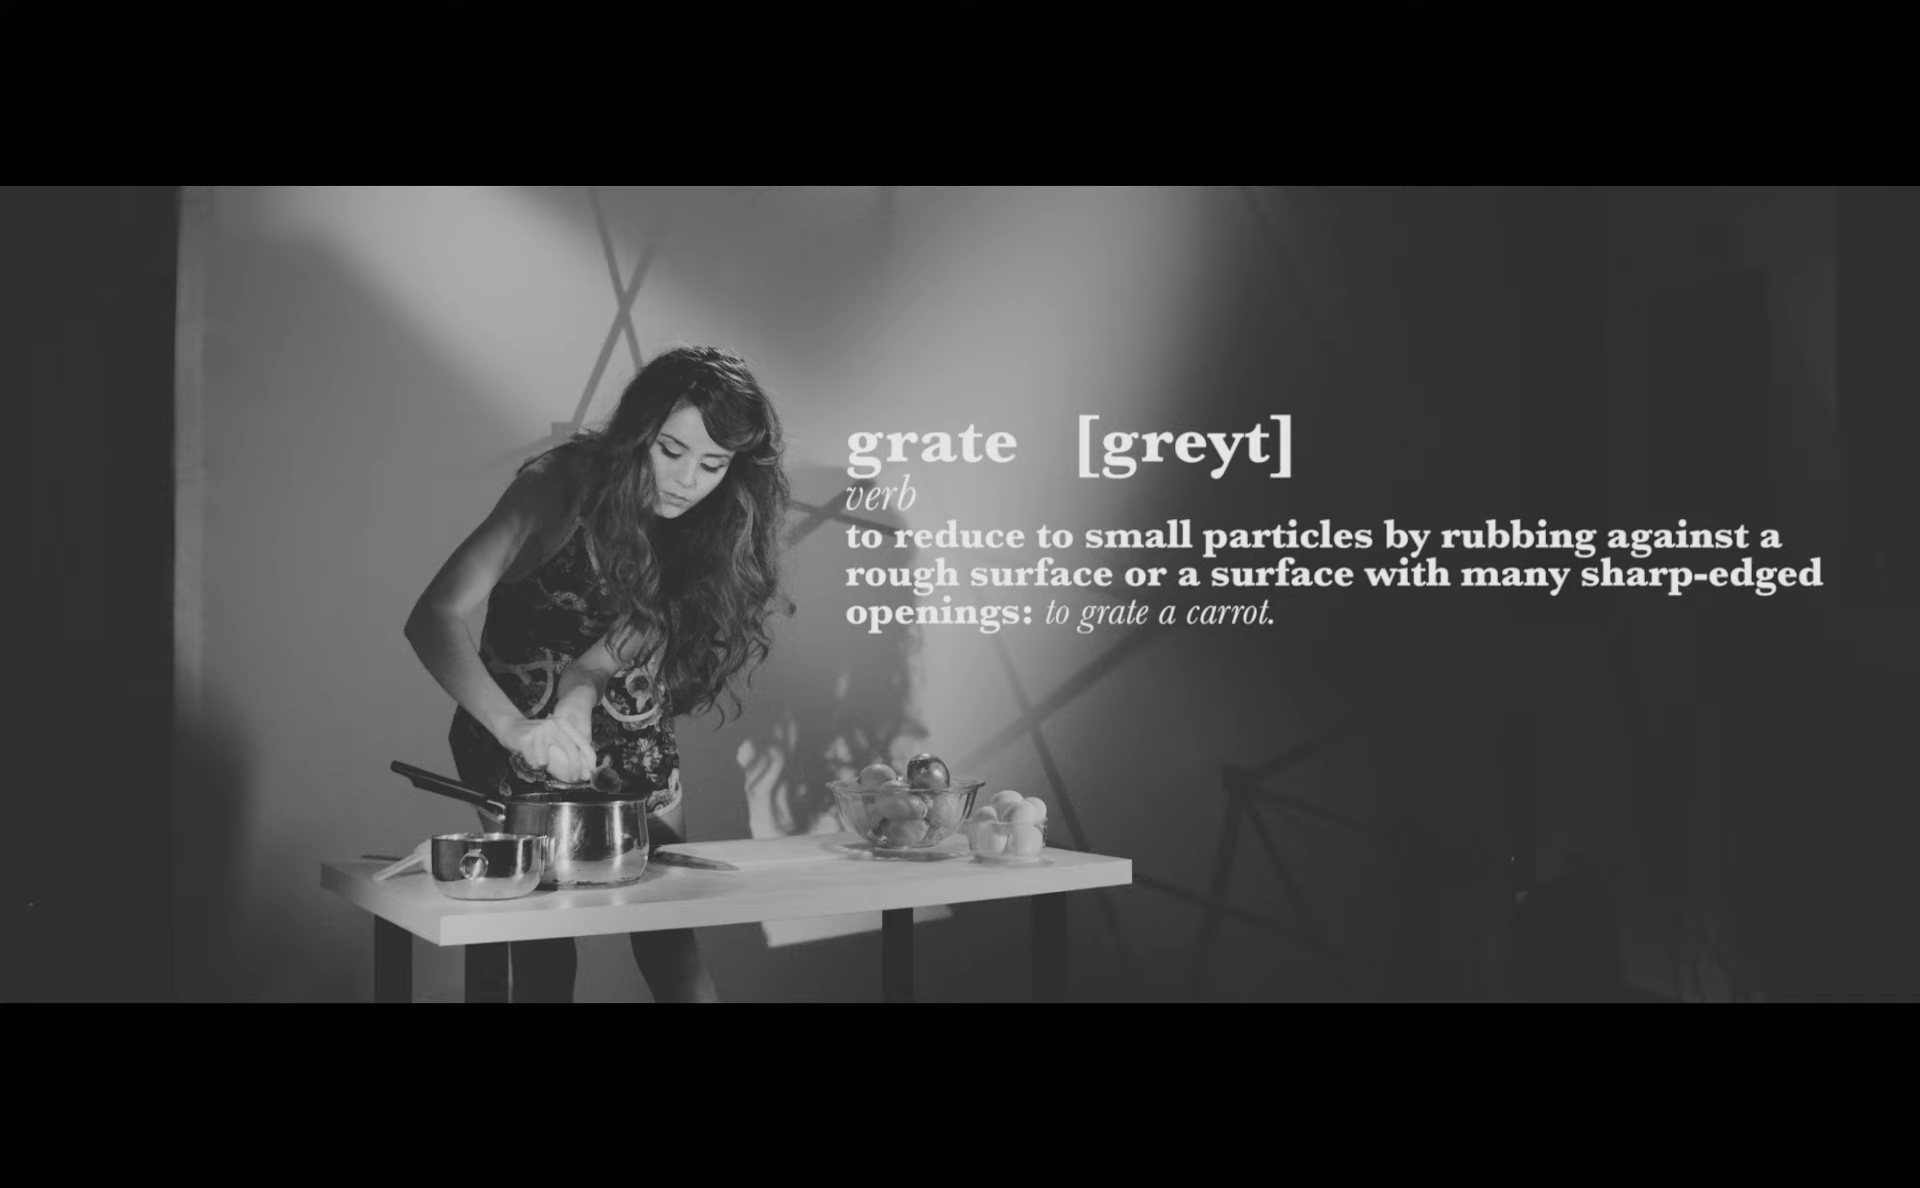 grate [greyt]
verb
to reduce to small particles by rubbing against a
rough surface or a surface with many sharp-edged
openings: to grate a carrot.